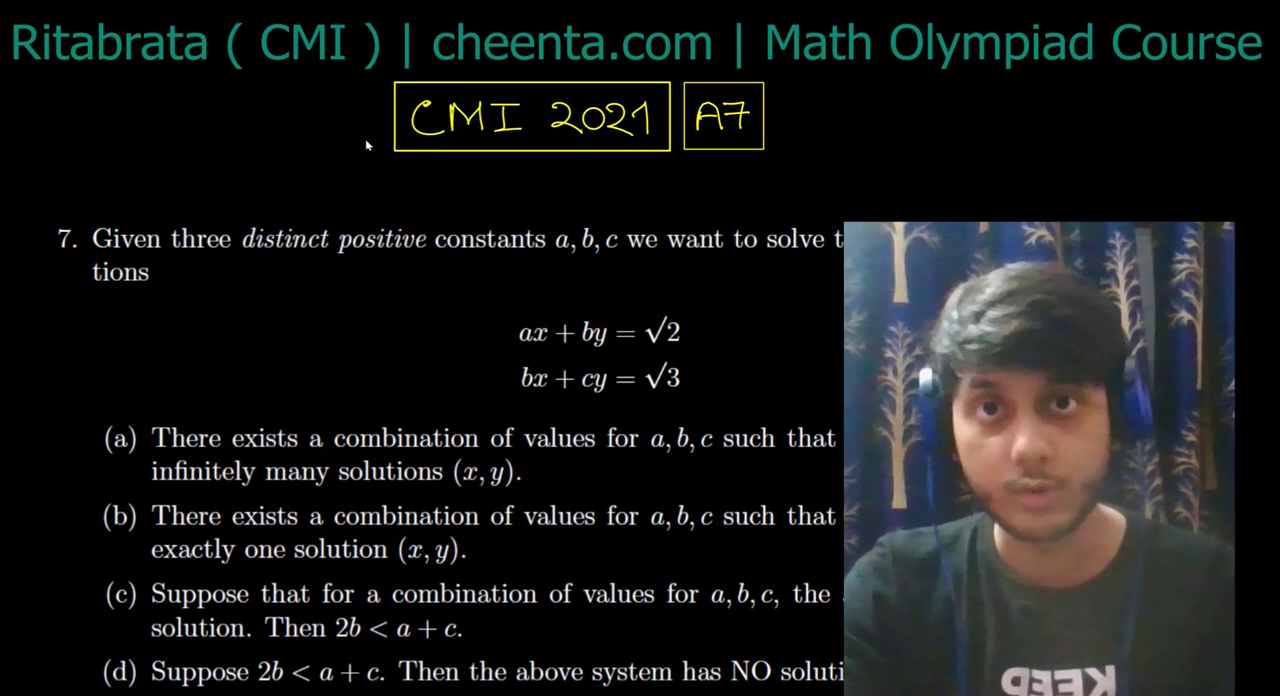 Ritabrata ( CMI ) | cheenta.com | Math Olympiad Course
CMI 2021 A7
7. Given three distinct positive constants a, b, c we want to solve t
tions
ax + by = √2
bx + cy = √3
(a) There exists a combination of values for a, b, c such that
infinitely many solutions (x, y).
(b) There exists a combination of values for a, b, c such that
exactly one solution (x, y).
(c) Suppose that for a combination of values for a, b, c, the
solution. Then 2b < a + c.
(d) Suppose 2b < a + c. Then the above system has NO soluti
KEEP